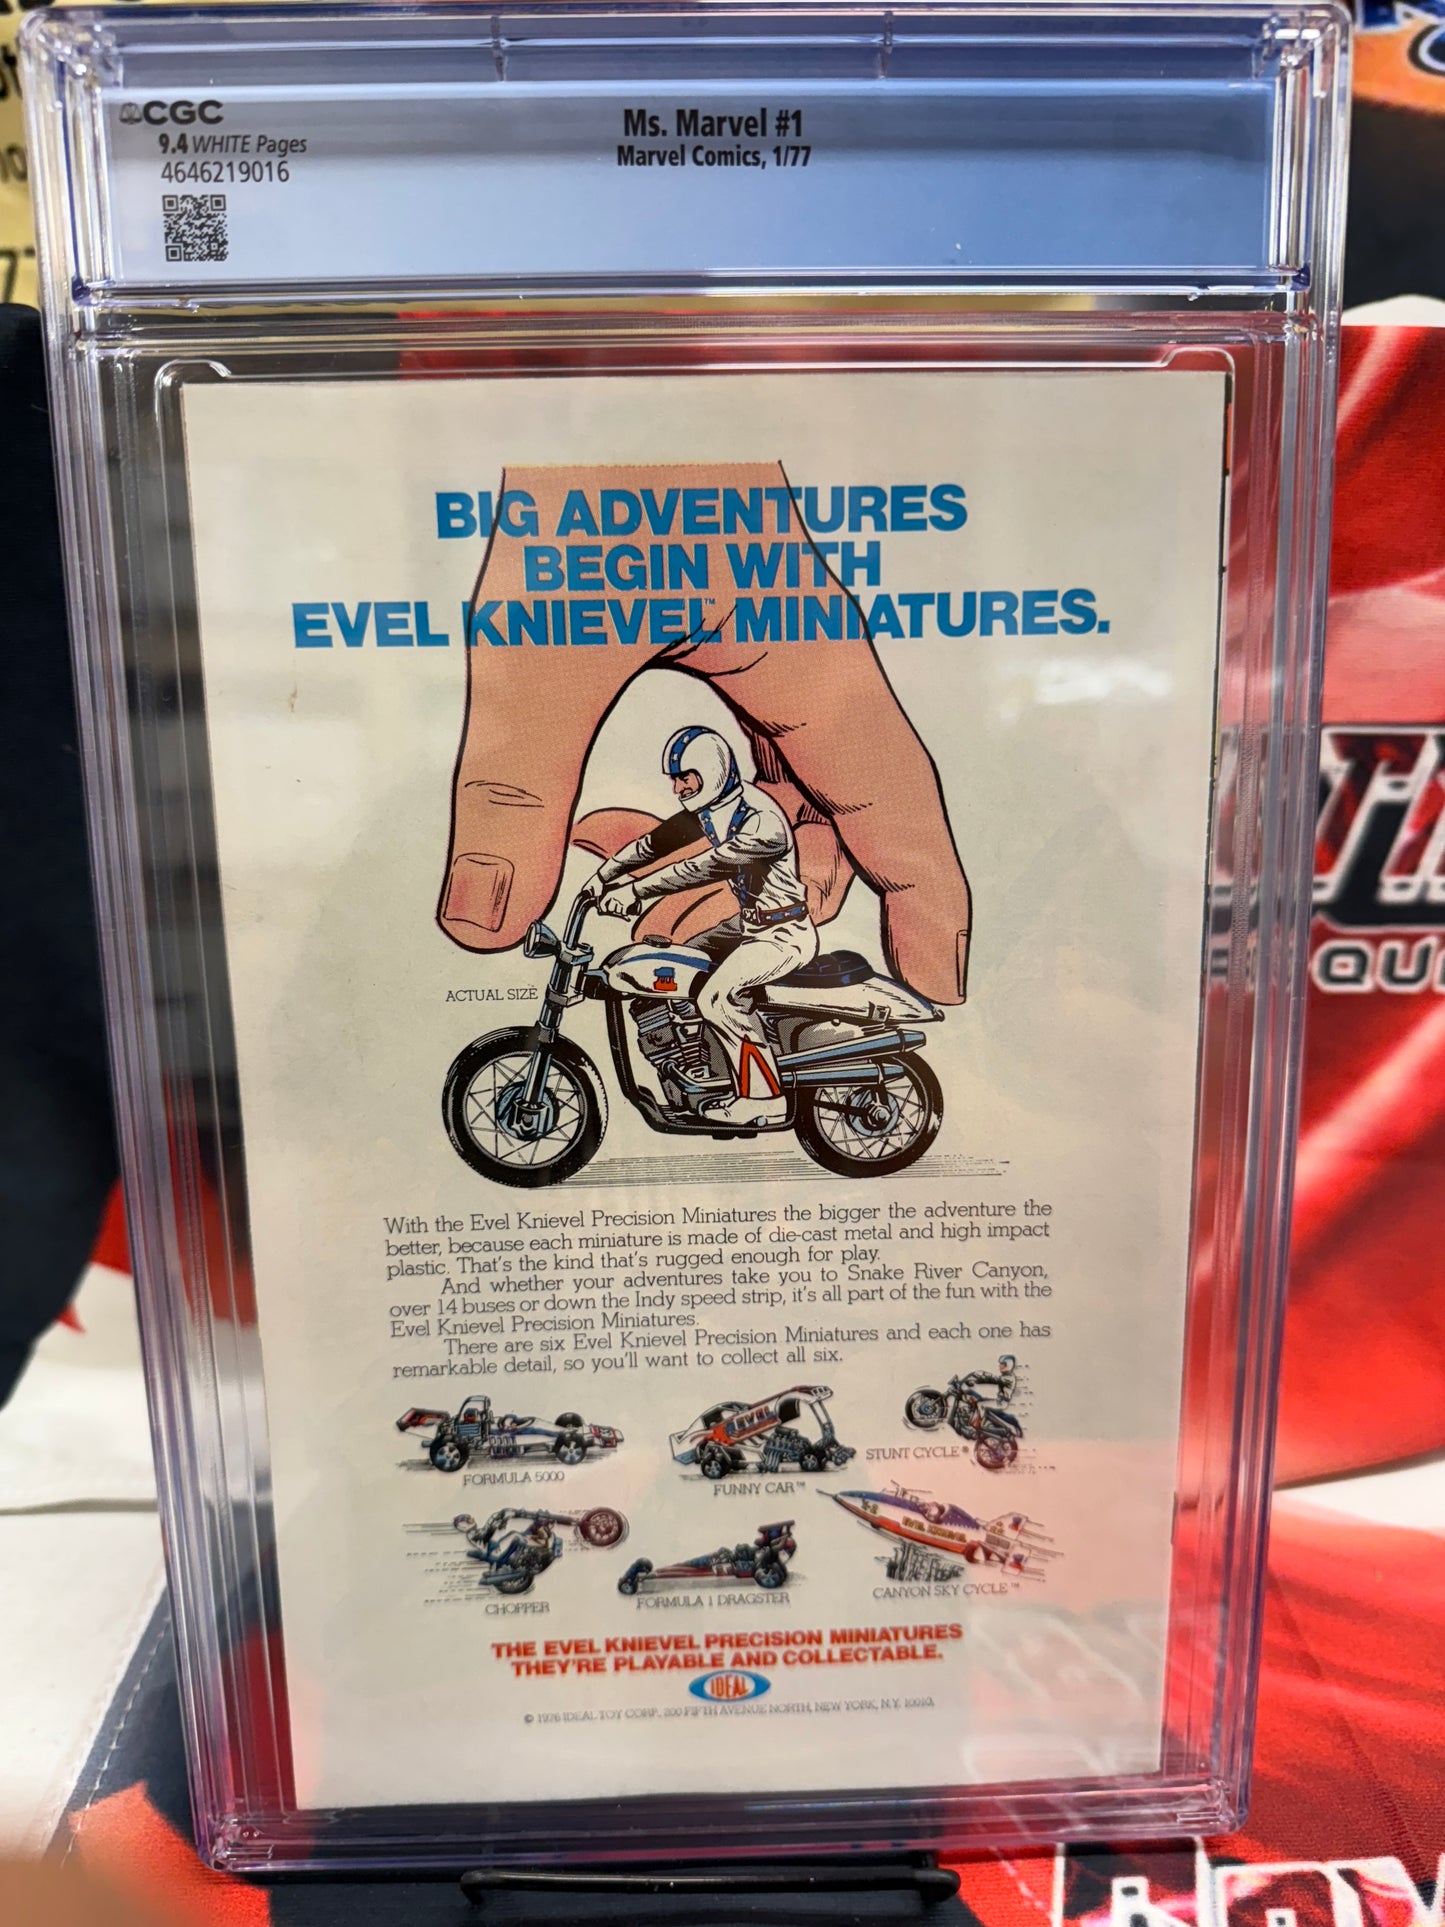 CGC
9.4 WHITE Pages
4646219016
Ms. Marvel #1
Marvel Comics, 1/77
BIG ADVENTURES
BEGIN WITH
EVEL KNIEVEL™ MINIATURES.
ACTUAL SIZE
With the Evel Knievel Precision Miniatures the bigger the adventure the
better, because each miniature is made of die-cast metal and high impact
plastic. That's the kind that's rugged enough for play.
And whether your adventures take you to Snake River Canyon,
over 14 buses or down the Indy speed strip, it's all part of the fun with the
Evel Knievel Precision Miniatures.
There are six Evel Knievel Precision Miniatures and each one has
remarkable detail, so you'll want to collect all six.
FORMULA 5000
FUNNY CAR™
STUNT CYCLE®
CHOPPER
FORMULA 1 DRAGSTER
EVEL KNIEVEL
CANYON SKY CYCLE™
THE EVEL KNIEVEL PRECISION MINIATURES
THEY'RE PLAYABLE AND COLLECTABLE.
IDEAL
© 1976 IDEAL TOY CORP., 200 FIFTH AVENUE NORTH, NEW YORK, N.Y. 10010.
QU